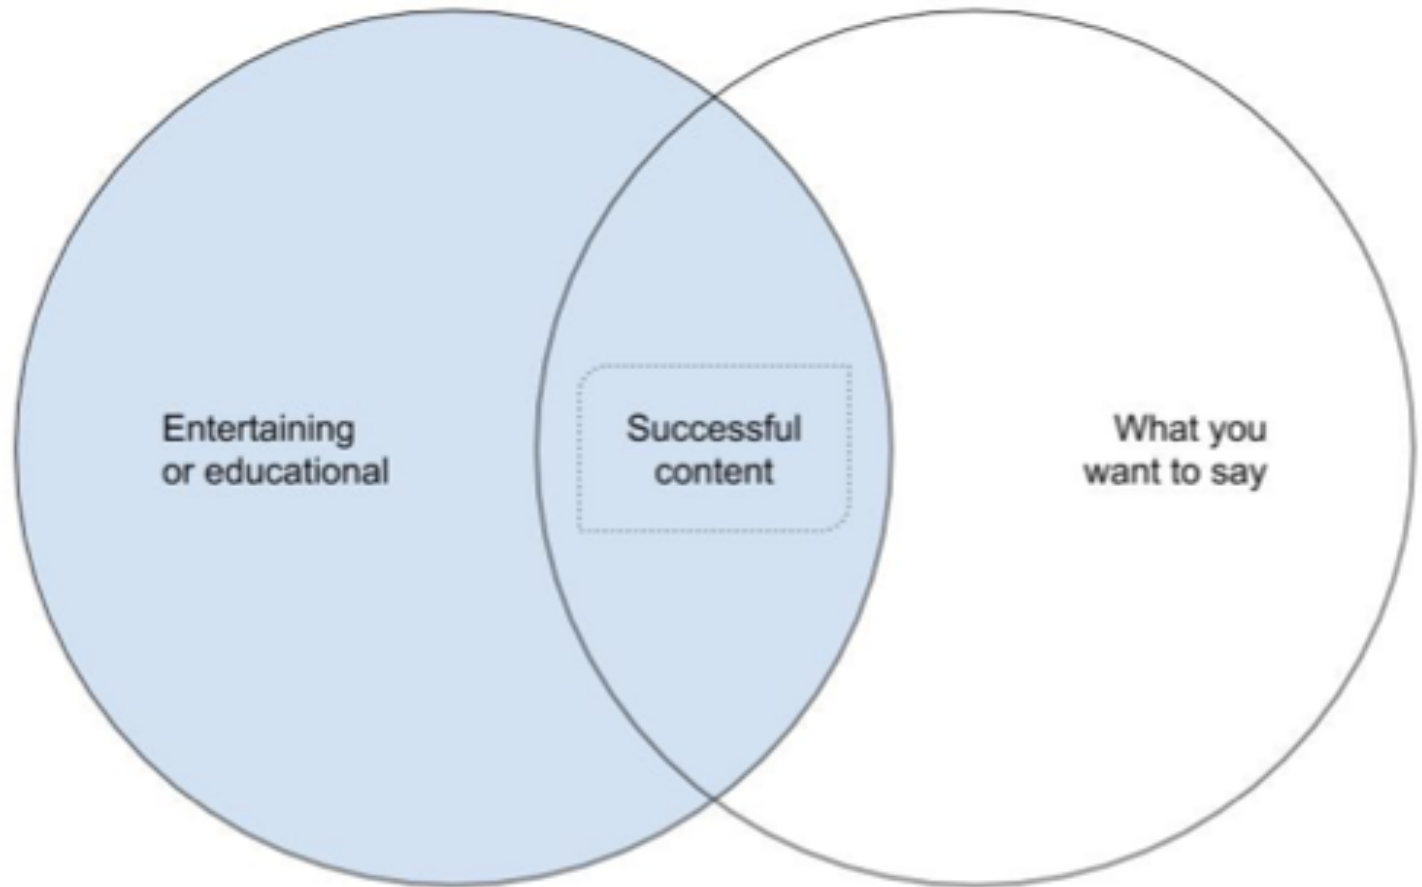 Entertaining
or educational
Successful
content
What you
want to say